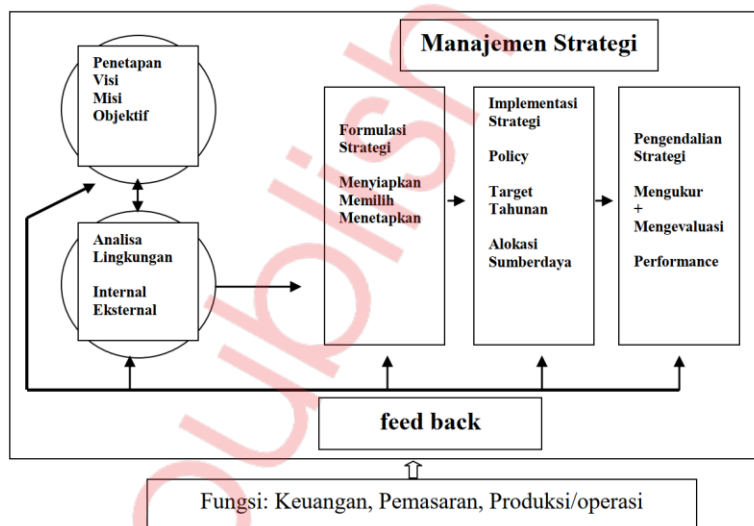 Manajemen Strategi
Penetapan
Visi
Misi
Objektif
Analisa
Lingkungan
Internal
Eksternal
Formulasi
Strategi
Menyiapkan
Memilih
Menetapkan
Implementasi
Strategi
Policy
Target
Tahunan
Alokasi
Sumberdaya
Pengendalian
Strategi
Mengukur
+
Mengevaluasi
Performance
feed back
Fungsi: Keuangan, Pemasaran, Produksi/operasi
ublish